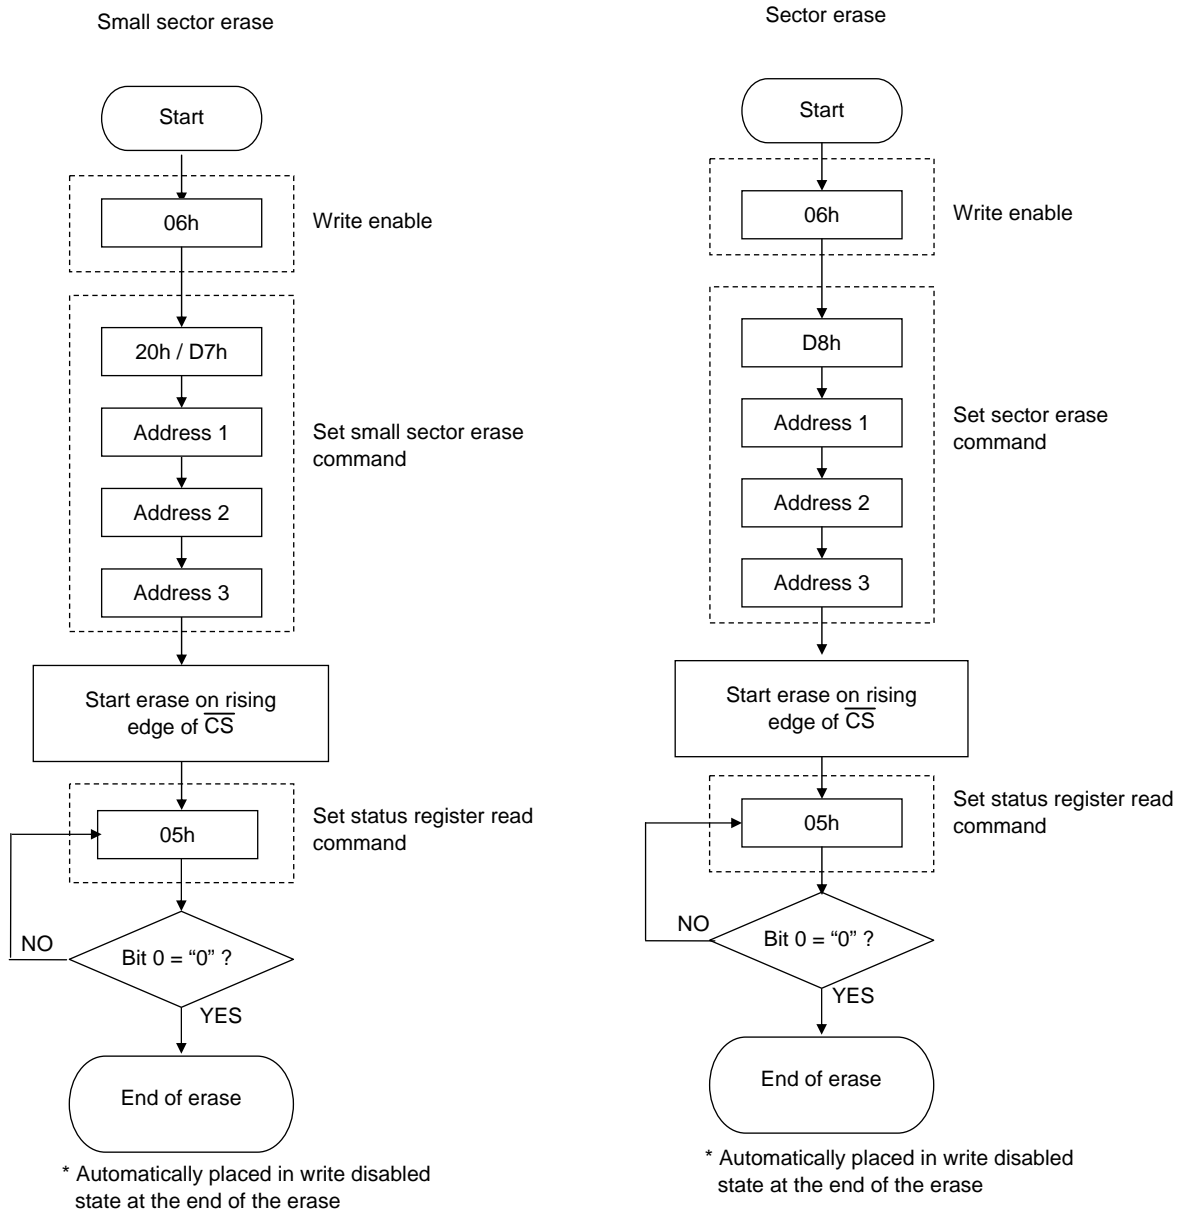 Small sector erase
Start
06h
Write enable
20h / D7h
Address 1
Set small sector erase
command
Address 2
Address 3
Start erase on rising
edge of C̅S̅
05h
Set status register read
command
NO
Bit 0 = “0” ?
YES
End of erase
* Automatically placed in write disabled
state at the end of the erase
Sector erase
Start
06h
Write enable
D8h
Address 1
Set sector erase
command
Address 2
Address 3
Start erase on rising
edge of C̅S̅
05h
Set status register read
command
NO
Bit 0 = “0” ?
YES
End of erase
* Automatically placed in write disabled
state at the end of the erase